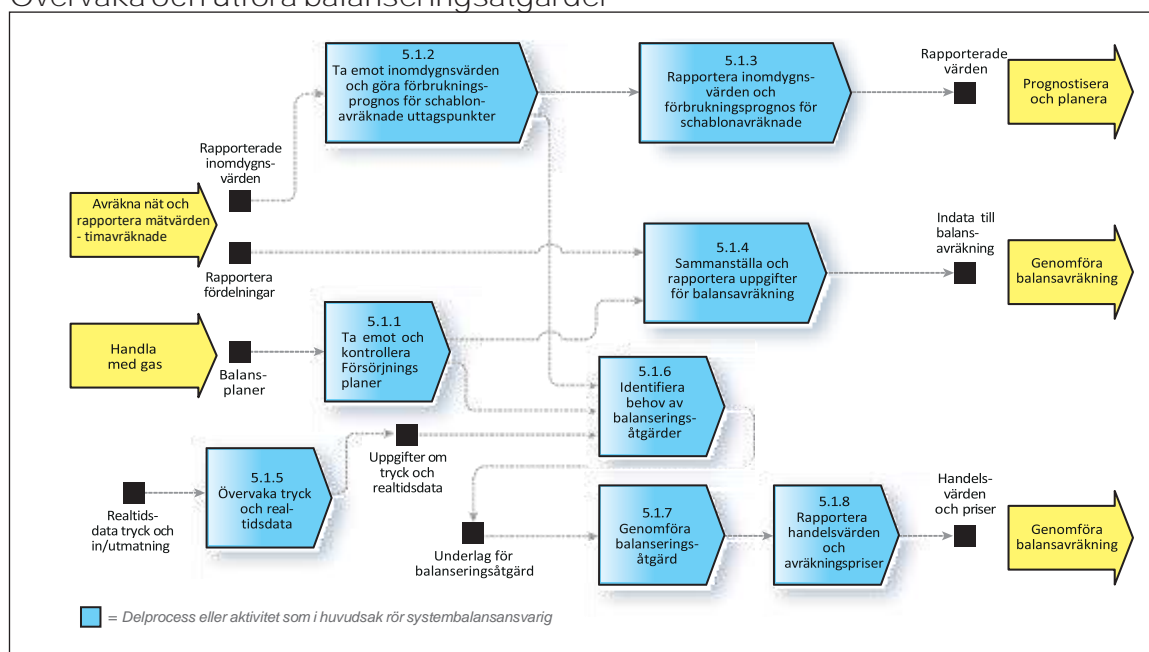 Övervaka och utföra balanseringsåtgärder
5.1.2
Ta emot inomdygnsvärden
och göra förbruknings-
prognos för schablon-
avräknade uttagspunkter
5.1.3
Rapportera inomdygns-
värden och
förbrukningsprognos för
schablonavräknade
Rapporterade
värden
Prognostisera
och planera
Rapporterade
inomdygns-
värden
Avräkna nät och
rapportera mätvärden
- timavräknade
Rapportera
fördelningar
5.1.4
Sammanställa och
rapportera uppgifter
för balansavräkning
Indata till
balans-
avräkning
Genomföra
balansavräkning
Handla
med gas
Balans-
planer
5.1.1
Ta emot och
kontrollera
Försörjnings
planer
5.1.6
Identifiera
behov av
balanserings-
åtgärder
Realtids-
data tryck och
in/utmatning
5.1.5
Övervaka tryck
och real-
tidsdata
Uppgifter om
tryck och
realtidsdata
Underlag för
balanseringsåtgärd
5.1.7
Genomföra
balanserings-
åtgärd
5.1.8
Rapportera
handelsvärden
och
avräkningspriser
Handels-
värden
och priser
Genomföra
balansavräkning
= Delprocess eller aktivitet som i huvudsak rör systembalansansvarig